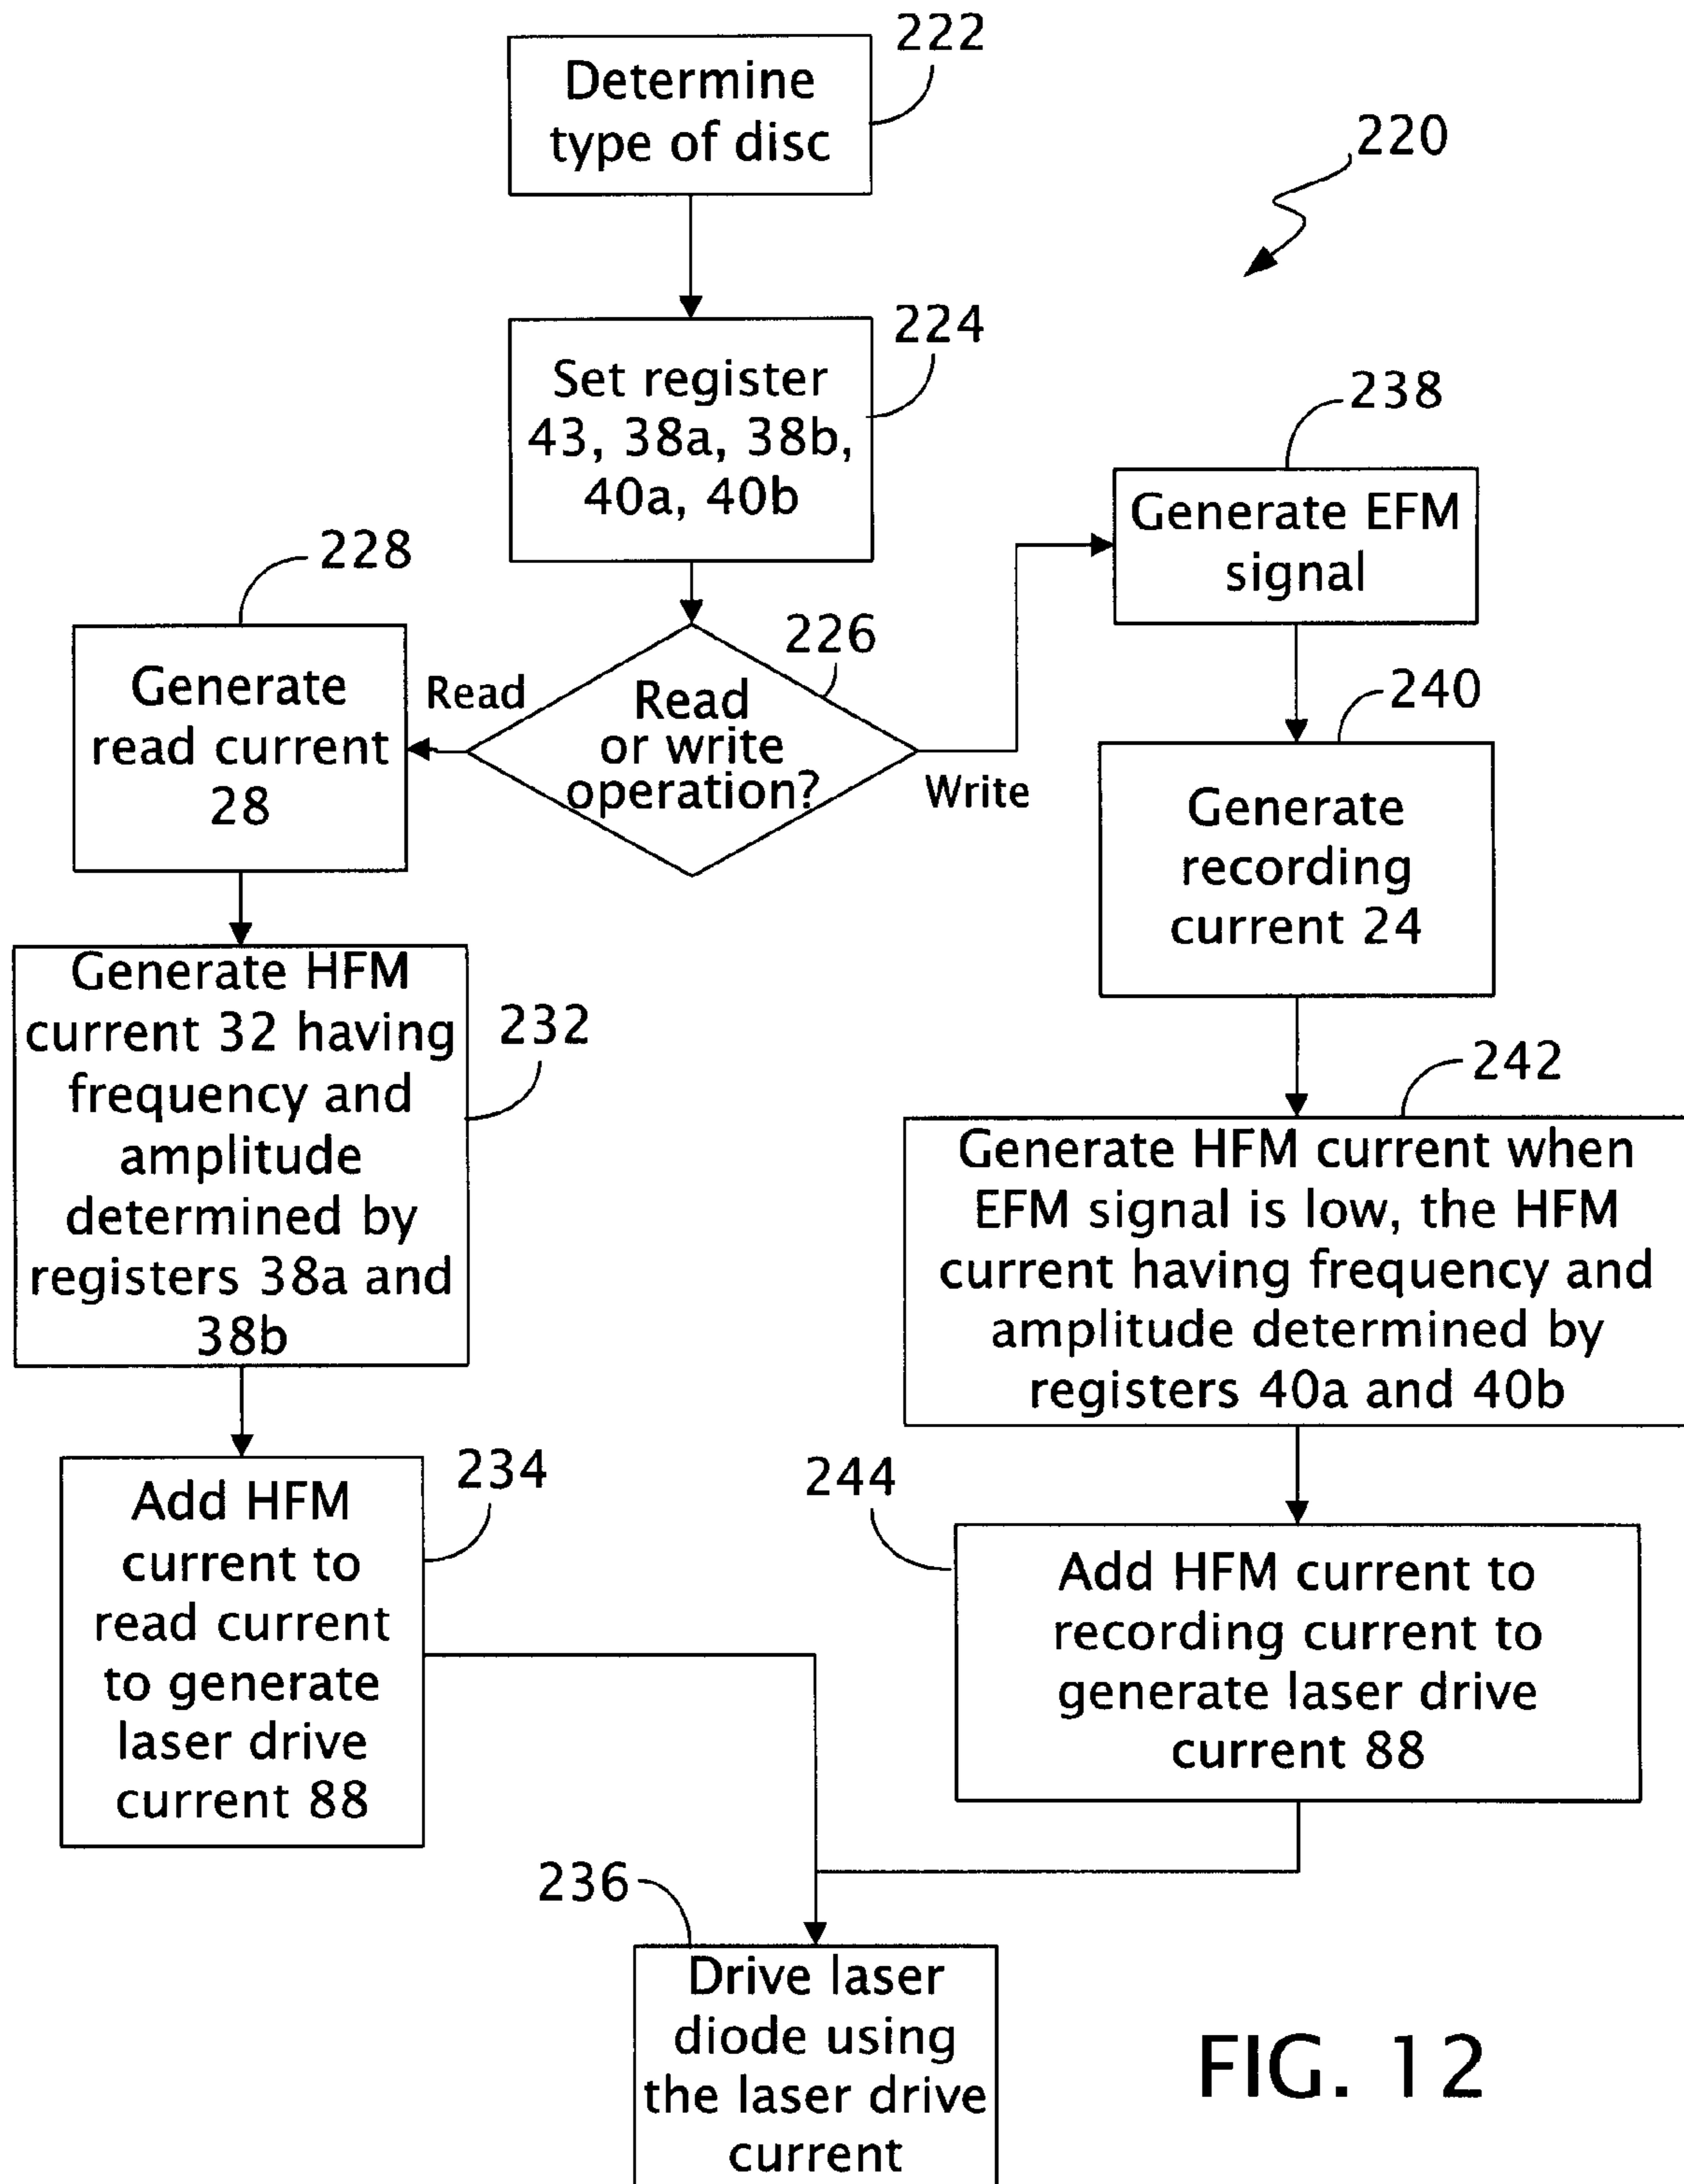 222
Determine
type of disc
220
224
Set register
43, 38a, 38b,
40a, 40b
238
Generate EFM
signal
228
Generate
read current
28
Read
226
Read
or write
operation?
Write
240
Generate
recording
current 24
232
Generate HFM
current 32 having
frequency and
amplitude
determined by
registers 38a and
38b
242
Generate HFM current when
EFM signal is low, the HFM
current having frequency and
amplitude determined by
registers 40a and 40b
234
Add HFM
current to
read current
to generate
laser drive
current 88
244
Add HFM current to
recording current to
generate laser drive
current 88
236
Drive laser
diode using
the laser drive
current
FIG. 12